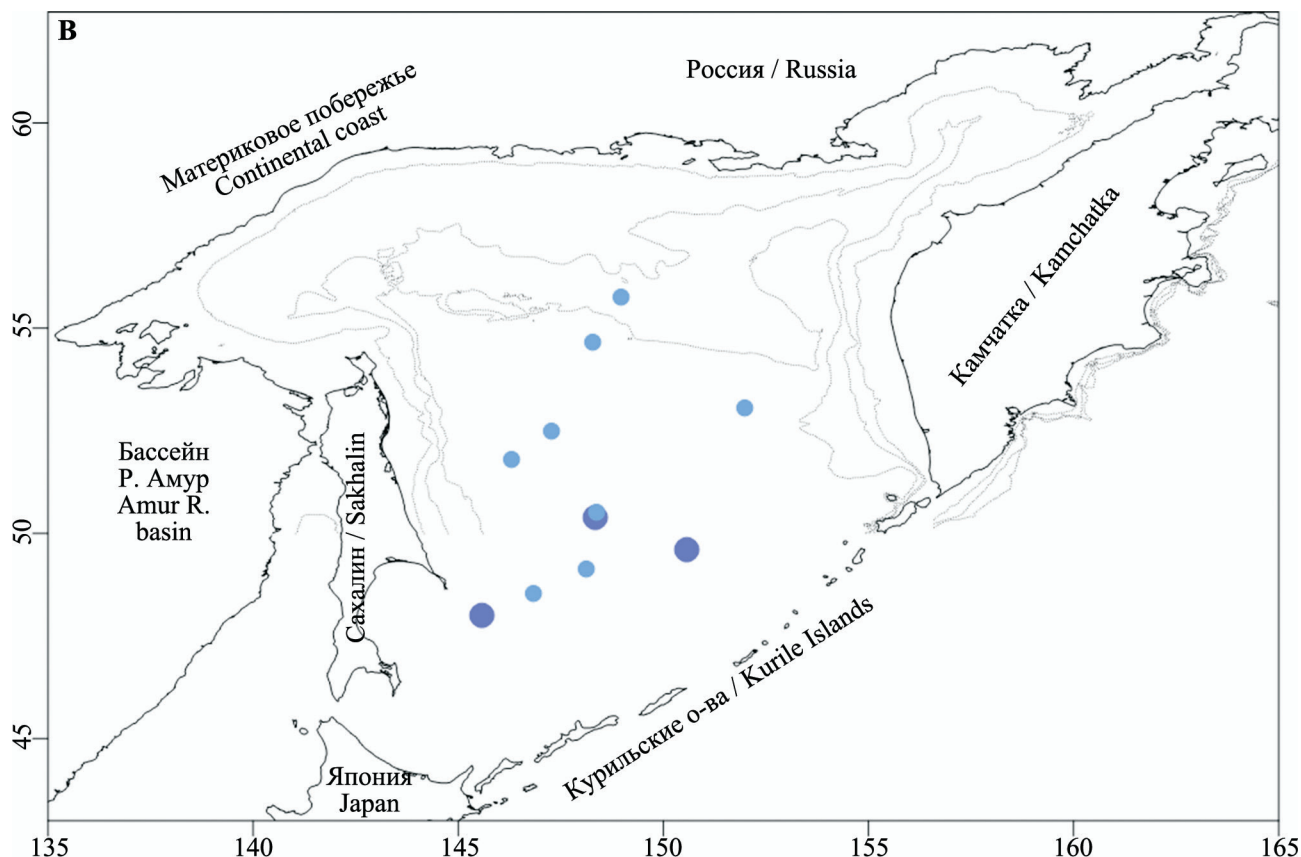 B
Россия / Russia
Материковое побережье
Continental coast
60
55
50
45
Камчатка / Kamchatka
Бассейн
Р. Амур
Amur R.
basin
Сахалин / Sakhalin
Курильские о-ва / Kurile Islands
Япония
Japan
135 140 145 150 155 160 165